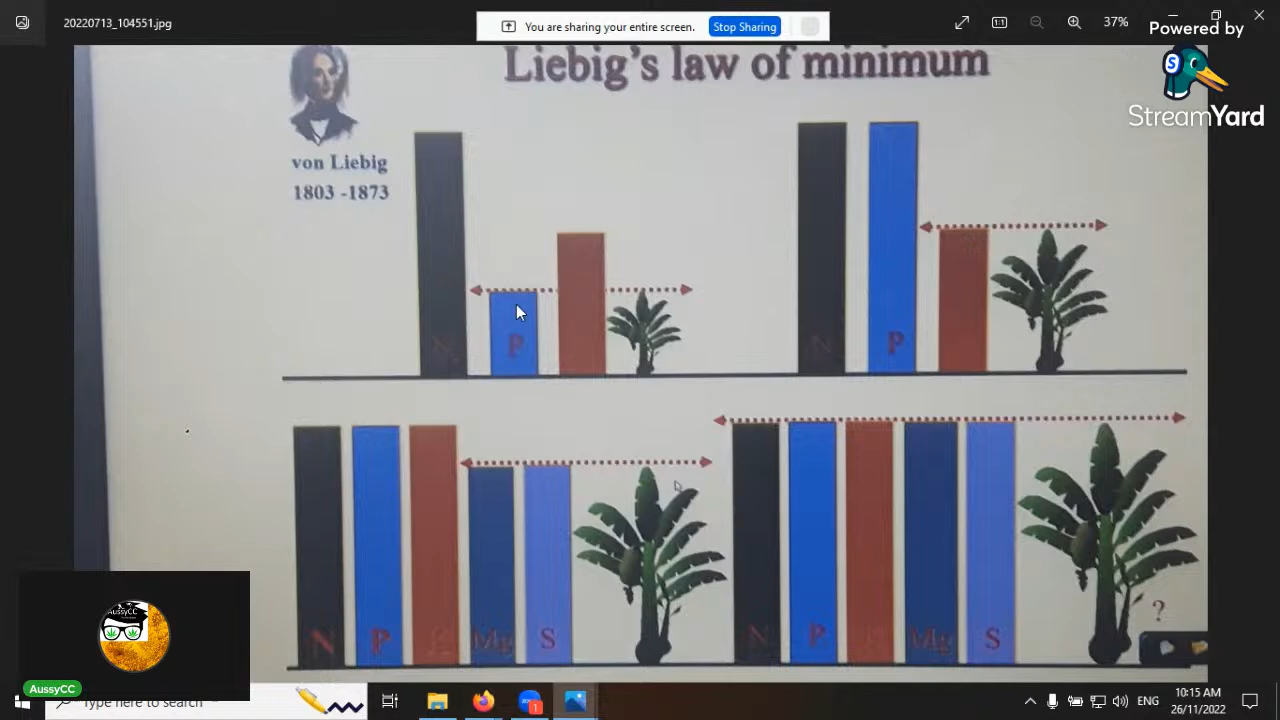 20220713_104551.jpg
You are sharing your entire screen.
Stop Sharing
37%
Powered by
StreamYard
Liebig's law of minimum
von Liebig
1803 -1873
N
P
N
P
N
P
K
Mg
S
N
P
K
Mg
S
?
AussyCC
AussyCC
Type here to search
ENG
10:15 AM
26/11/2022